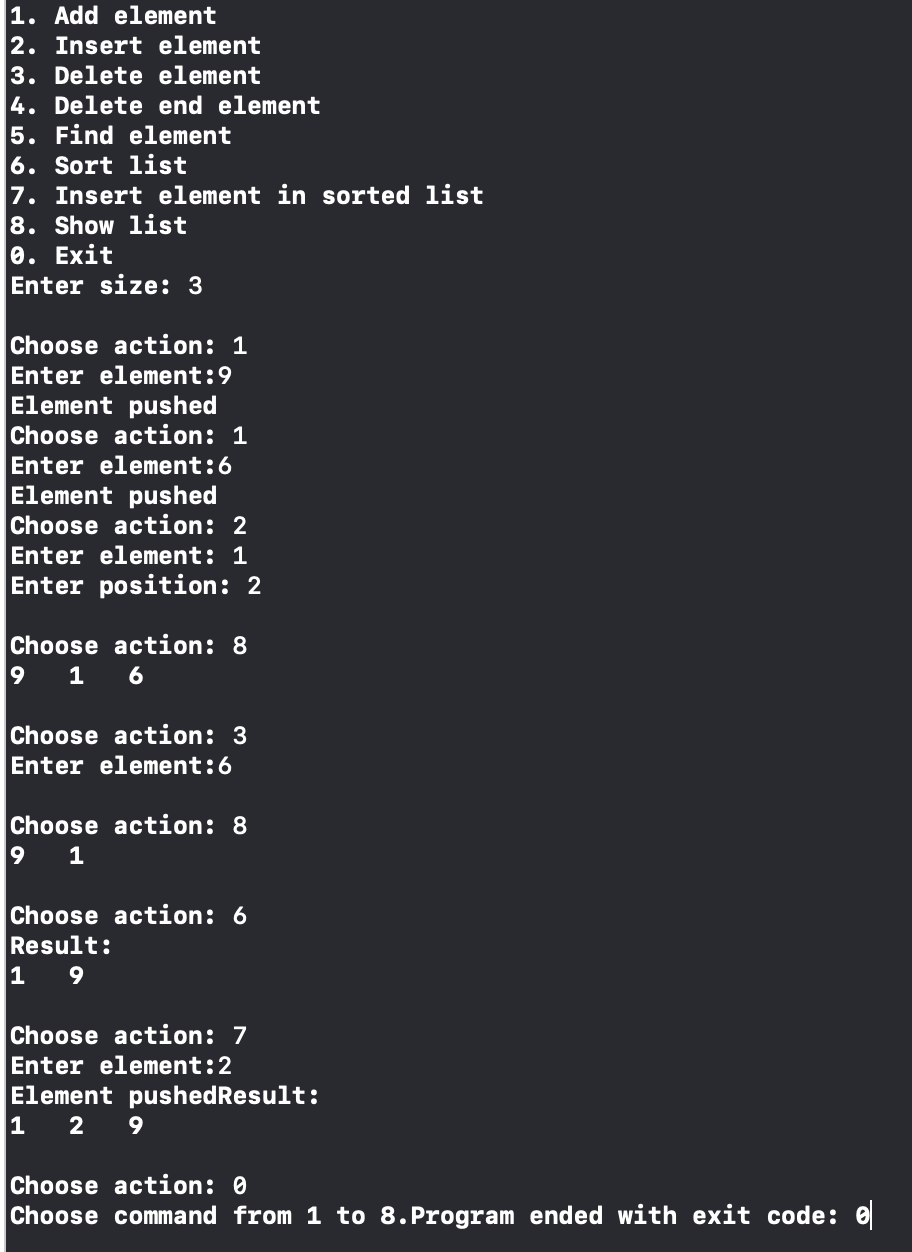 1. Add element
2. Insert element
3. Delete element
4. Delete end element
5. Find element
6. Sort list
7. Insert element in sorted list
8. Show list
0. Exit
Enter size: 3
Choose action: 1
Enter element:9
Element pushed
Choose action: 1
Enter element:6
Element pushed
Choose action: 2
Enter element: 1
Enter position: 2
Choose action: 8
9   1   6
Choose action: 3
Enter element:6
Choose action: 8
9   1
Choose action: 6
Result:
1   9
Choose action: 7
Enter element:2
Element pushedResult:
1   2   9
Choose action: 0
Choose command from 1 to 8.Program ended with exit code: 0